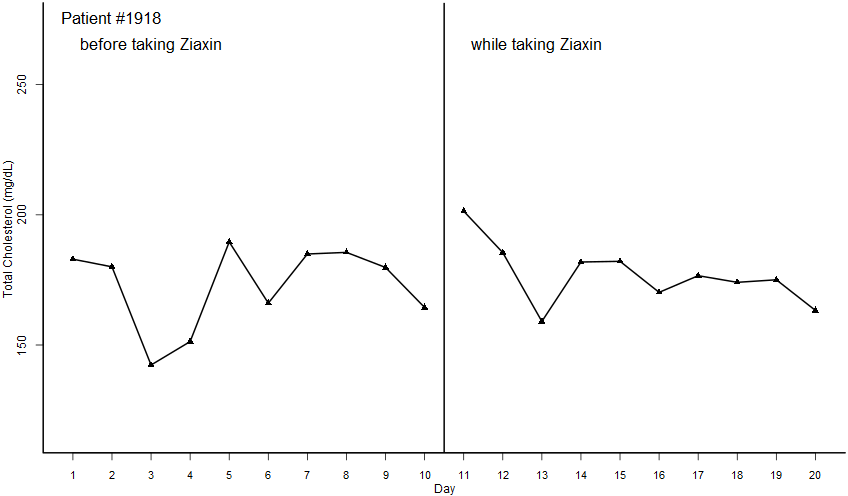 Patient #1918
before taking Ziaxin
while taking Ziaxin
Total Cholesterol (mg/dL)
250
200
150
1 2 3 4 5 6 7 8 9 10 11 12 13 14 15 16 17 18 19 20
Day